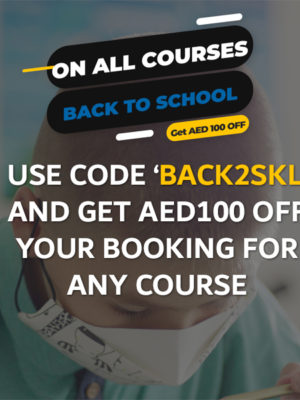 ON ALL COURSES
BACK TO SCHOOL
Get AED 100 OFF
USE CODE ‘BACK2SKL
AND GET AED100 OFF
YOUR BOOKING FOR
ANY COURSE